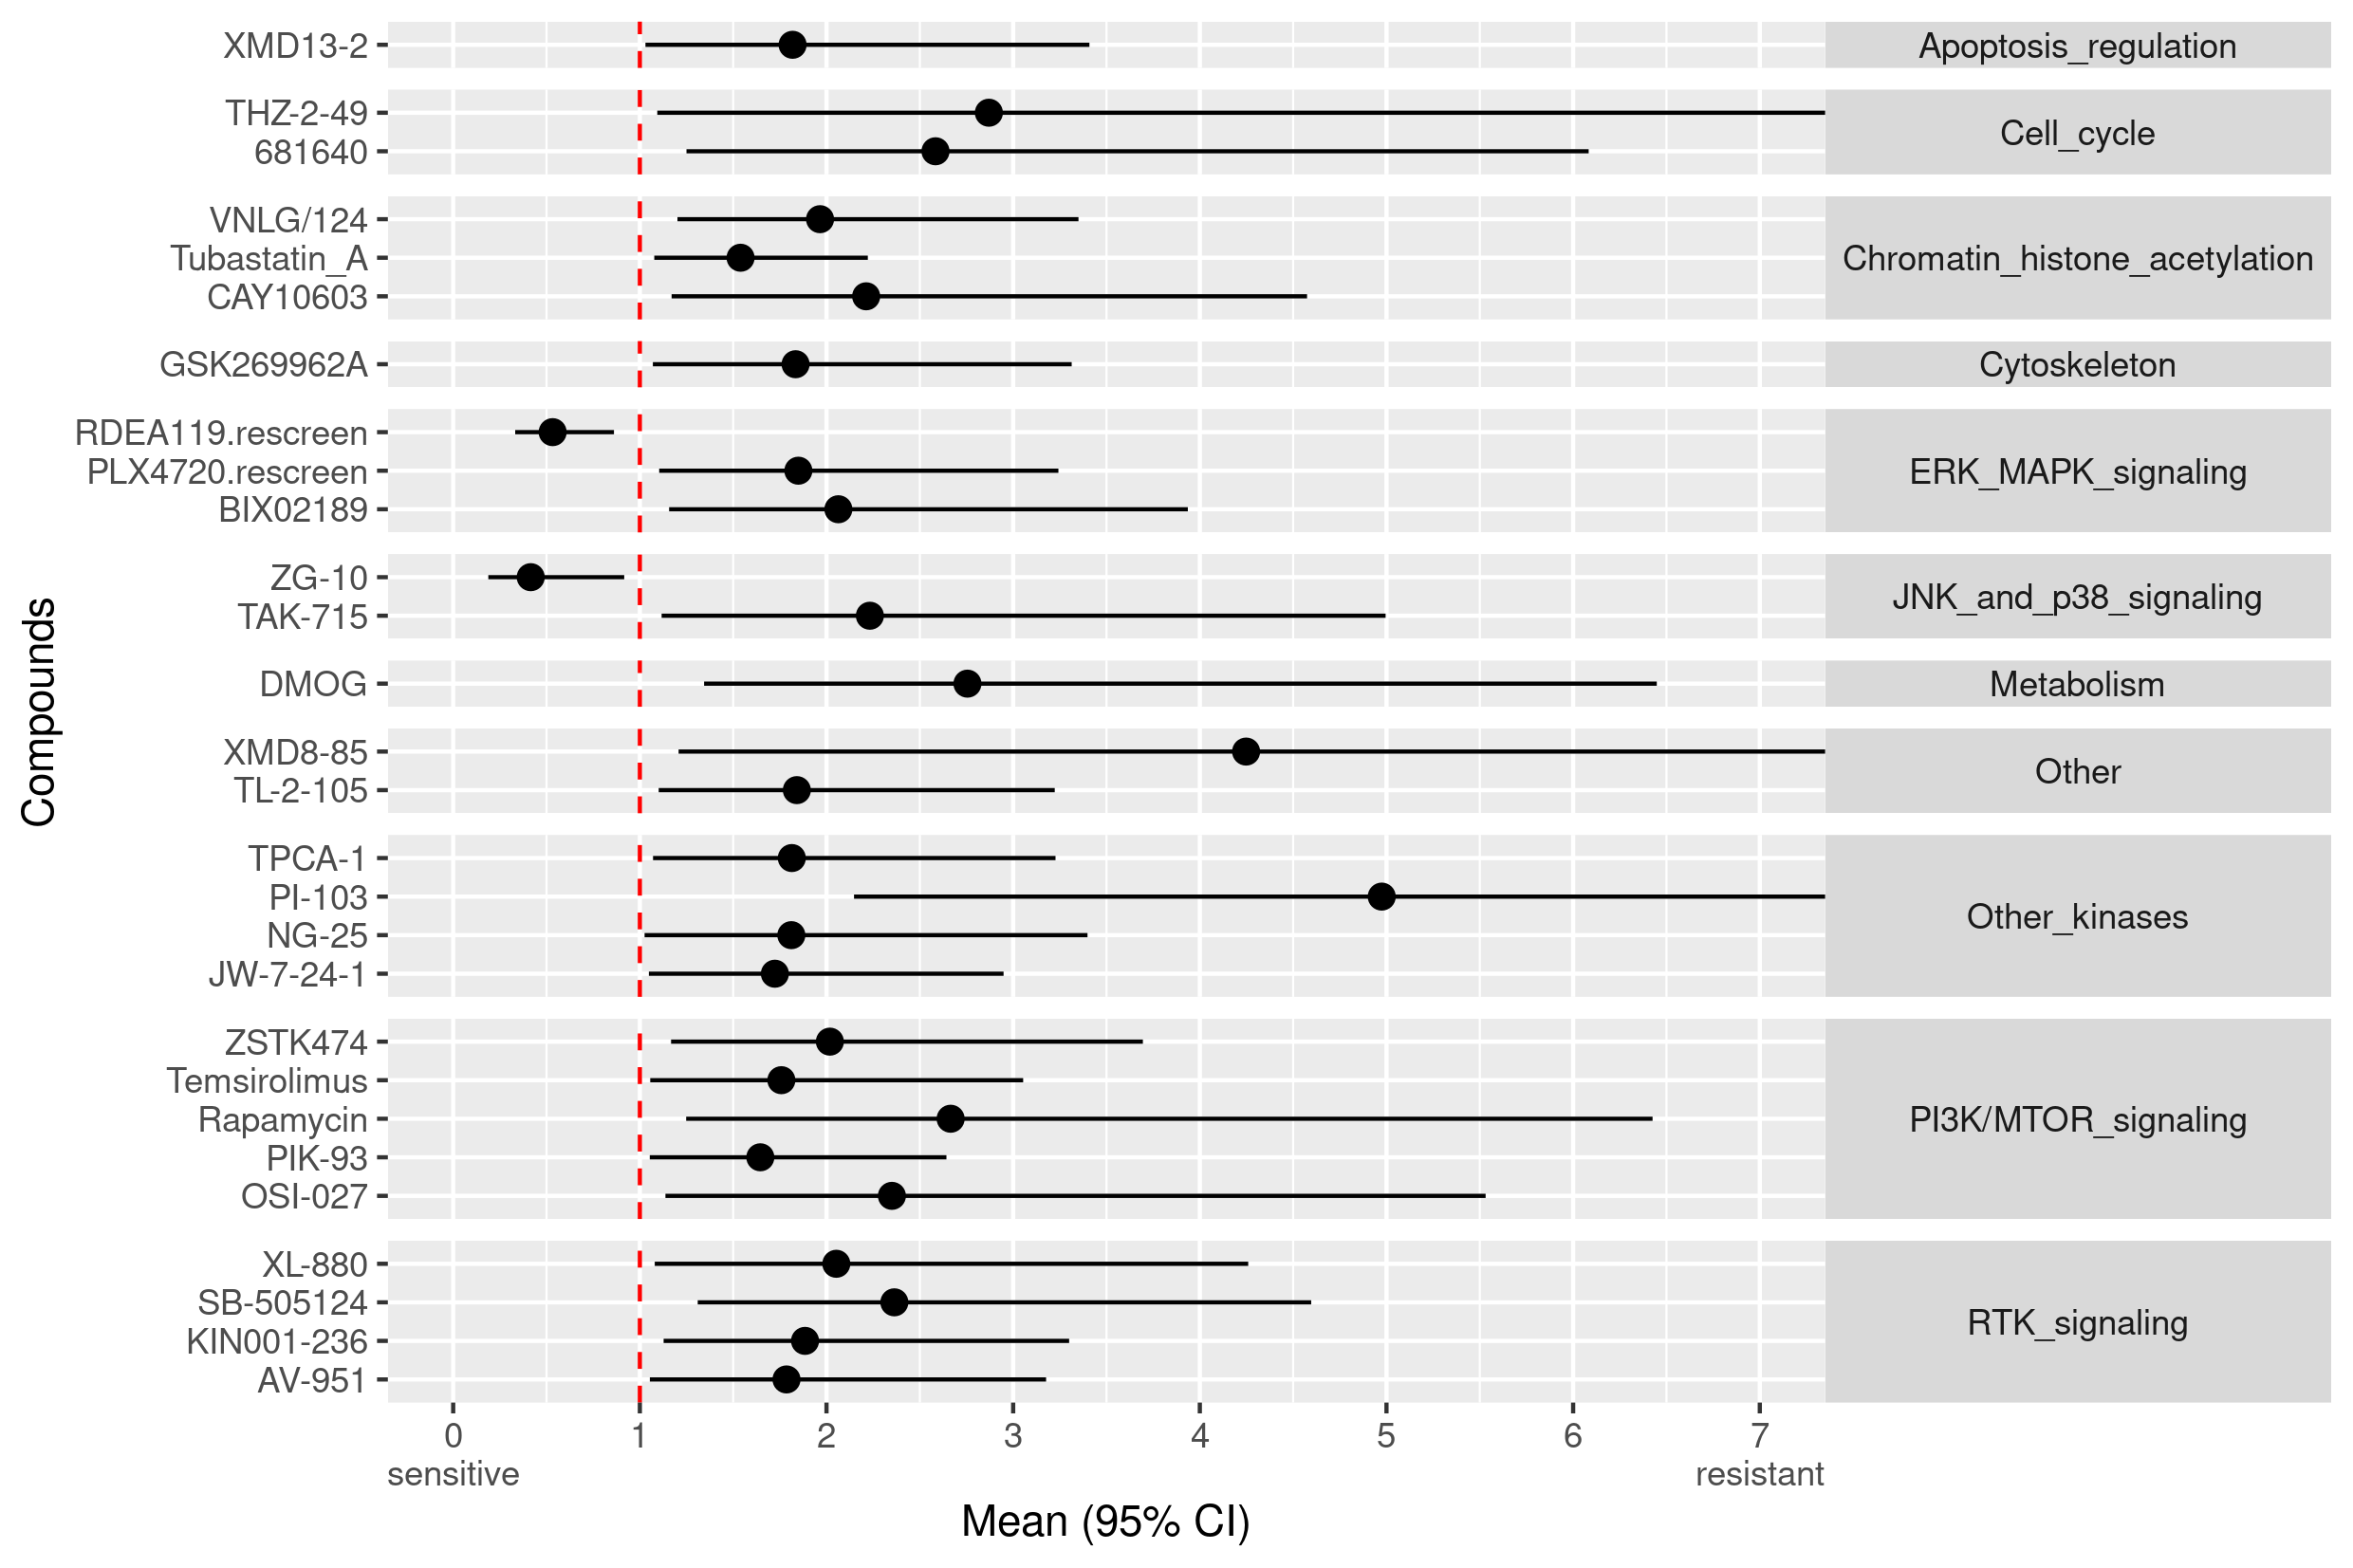 XMD13-2
Apoptosis_regulation
THZ-2-49
681640
Cell_cycle
VNLG/124
Tubastatin_A
CAY10603
Chromatin_histone_acetylation
GSK269962A
Cytoskeleton
RDEA119.rescreen
PLX4720.rescreen
BIX02189
ERK_MAPK_signaling
ZG-10
TAK-715
JNK_and_p38_signaling
DMOG
Metabolism
XMD8-85
TL-2-105
Other
TPCA-1
PI-103
NG-25
JW-7-24-1
Other_kinases
ZSTK474
Temsirolimus
Rapamycin
PIK-93
OSI-027
PI3K/MTOR_signaling
XL-880
SB-505124
KIN001-236
AV-951
RTK_signaling
Compounds
0 1 2 3 4 5 6 7
sensitive resistant
Mean (95% CI)